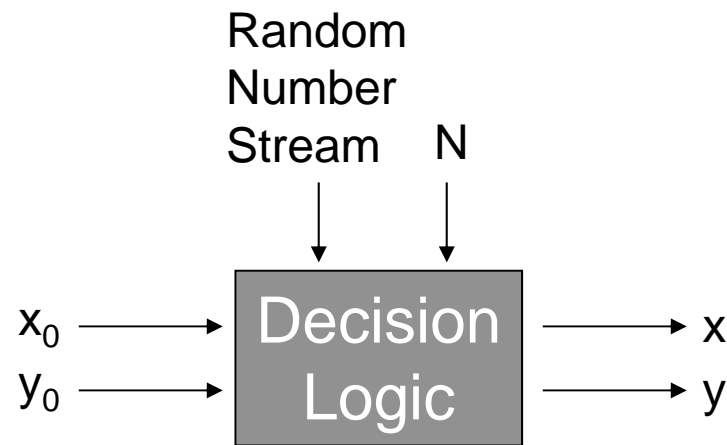 Random
Number
Stream
N
x₀
Decision
x
y₀
Logic
y